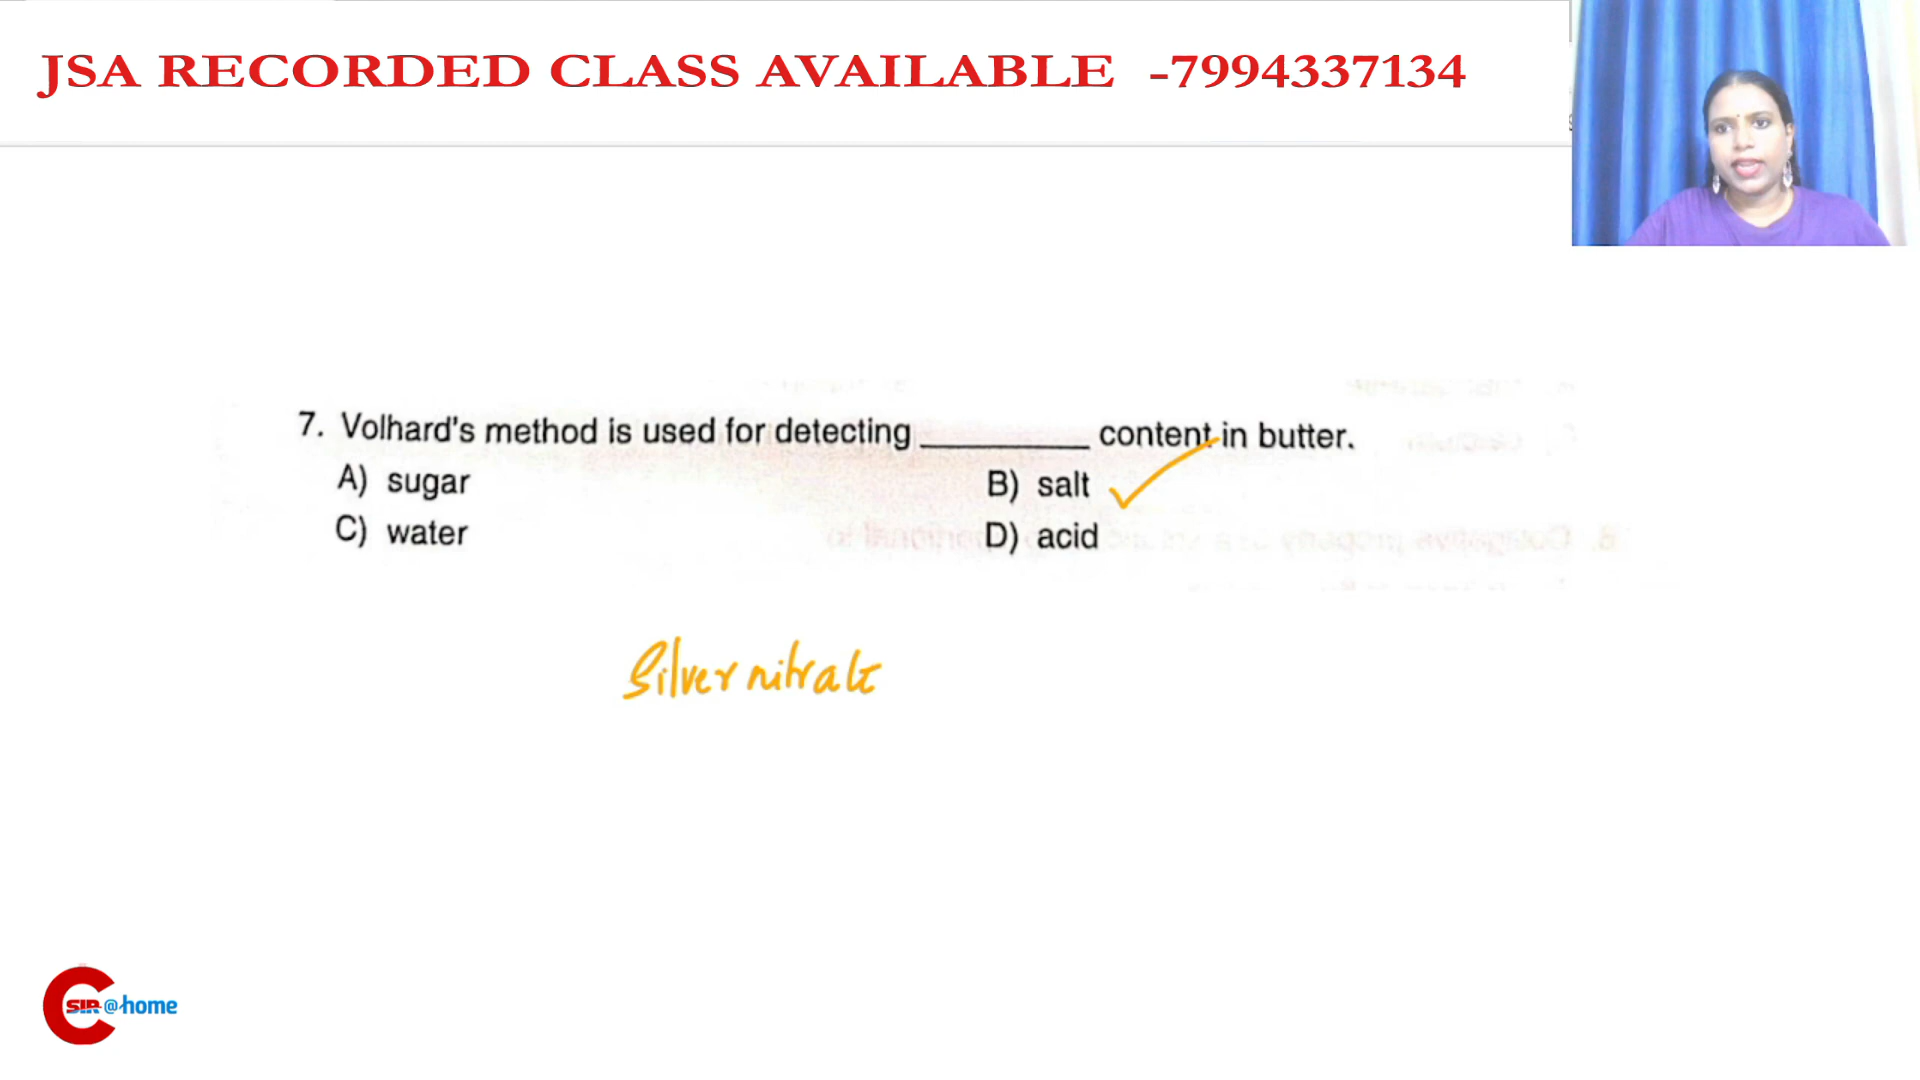 JSA RECORDED CLASS AVAILABLE -7994337134
7. Volhard's method is used for detecting __________ content in butter.
A) sugar B) salt
C) water D) acid
Silver nitrate
SIR@home